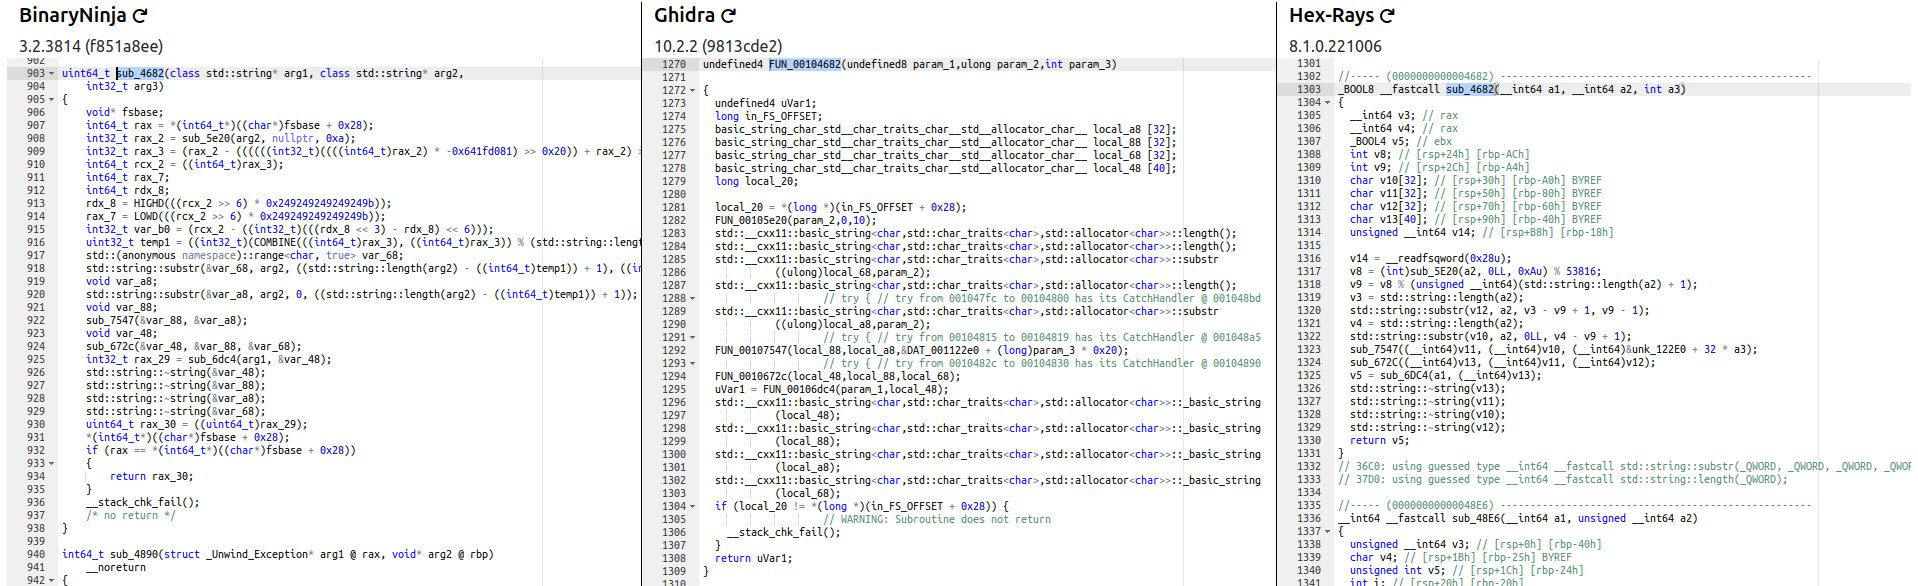 BinaryNinja
3.2.3814 (f851a8ee)
902
903 uint64_t sub_4682(class std::string* arg1, class std::string* arg2,
904     int32_t arg3)
905 {
906     void* fsbase;
907     int64_t rax = *(int64_t*)((char*)fsbase + 0x28);
908     int32_t rax_2 = sub_5e20(arg2, nullptr, 0xa);
909     int32_t rax_3 = (rax_2 - ((((((int32_t)((((int64_t)rax_2) * -0x641fd081) >> 0x20)) + rax_2) >
910     int64_t rcx_2 = ((int64_t)rax_3);
911     int64_t rax_7;
912     int64_t rdx_8;
913     rdx_8 = HIGHD(((rcx_2 >> 6) * 0x249249249249249b));
914     rax_7 = LOWD(((rcx_2 >> 6) * 0x249249249249249b));
915     int32_t var_b0 = (rcx_2 - ((int32_t)(((rdx_8 << 3) - rdx_8) << 6)));
916     uint32_t temp1 = ((int32_t)(COMBINE(((int64_t)rax_3), ((int64_t)rax_3)) % (std::string::lengt
917     std::(anonymous namespace)::range<char, true> var_68;
918     std::string::substr(&var_68, arg2, ((std::string::length(arg2) - ((int64_t)temp1)) + 1), ((in
919     void var_a8;
920     std::string::substr(&var_a8, arg2, 0, ((std::string::length(arg2) - ((int64_t)temp1)) + 1));
921     void var_88;
922     sub_7547(&var_88, &var_a8);
923     void var_48;
924     sub_672c(&var_48, &var_88, &var_68);
925     int32_t rax_29 = sub_6dc4(arg1, &var_48);
926     std::string::~string(&var_48);
927     std::string::~string(&var_88);
928     std::string::~string(&var_a8);
929     std::string::~string(&var_68);
930     uint64_t rax_30 = ((uint64_t)rax_29);
931     *(int64_t*)((char*)fsbase + 0x28);
932     if (rax == *(int64_t*)((char*)fsbase + 0x28))
933     {
934         return rax_30;
935     }
936     __stack_chk_fail();
937     /* no return */
938 }
939
940 int64_t sub_4890(struct _Unwind_Exception* arg1 @ rax, void* arg2 @ rbp)
941     __noreturn
942 {
Ghidra
10.2.2 (9813cde2)
1270 undefined4 FUN_00104682(undefined8 param_1,ulong param_2,int param_3)
1271
1272 {
1273   undefined4 uVar1;
1274   long in_FS_OFFSET;
1275   basic_string_char_std__char_traits_char__std__allocator_char__ local_a8 [32];
1276   basic_string_char_std__char_traits_char__std__allocator_char__ local_88 [32];
1277   basic_string_char_std__char_traits_char__std__allocator_char__ local_68 [32];
1278   basic_string_char_std__char_traits_char__std__allocator_char__ local_48 [40];
1279   long local_20;
1280
1281   local_20 = *(long *)(in_FS_OFFSET + 0x28);
1282   FUN_00105e20(param_2,0,10);
1283   std::__cxx11::basic_string<char,std::char_traits<char>,std::allocator<char>>::length();
1284   std::__cxx11::basic_string<char,std::char_traits<char>,std::allocator<char>>::length();
1285   std::__cxx11::basic_string<char,std::char_traits<char>,std::allocator<char>>::substr
1286             ((ulong)local_68,param_2);
1287   std::__cxx11::basic_string<char,std::char_traits<char>,std::allocator<char>>::length();
1288                     // try { // try from 001047fc to 00104800 has its CatchHandler @ 001048bd
1289   std::__cxx11::basic_string<char,std::char_traits<char>,std::allocator<char>>::substr
1290             ((ulong)local_a8,param_2);
1291                     // try { // try from 00104815 to 00104819 has its CatchHandler @ 001048a5
1292   FUN_00107547(local_88,local_a8,&DAT_001122e0 + (long)param_3 * 0x20);
1293                     // try { // try from 0010482c to 00104830 has its CatchHandler @ 00104890
1294   FUN_0010672c(local_48,local_88,local_68);
1295   uVar1 = FUN_00106dc4(param_1,local_48);
1296   std::__cxx11::basic_string<char,std::char_traits<char>,std::allocator<char>>::_basic_string
1297             (local_48);
1298   std::__cxx11::basic_string<char,std::char_traits<char>,std::allocator<char>>::_basic_string
1299             (local_88);
1300   std::__cxx11::basic_string<char,std::char_traits<char>,std::allocator<char>>::_basic_string
1301             (local_a8);
1302   std::__cxx11::basic_string<char,std::char_traits<char>,std::allocator<char>>::_basic_string
1303             (local_68);
1304   if (local_20 != *(long *)(in_FS_OFFSET + 0x28)) {
1305                     // WARNING: Subroutine does not return
1306     __stack_chk_fail();
1307   }
1308   return uVar1;
1309 }
1310
Hex-Rays
8.1.0.221006
1301
1302 //----- (0000000000004682) ----------------------------------------------------
1303 _BOOL8 __fastcall sub_4682(__int64 a1, __int64 a2, int a3)
1304 {
1305   __int64 v3; // rax
1306   __int64 v4; // rax
1307   _BOOL4 v5; // ebx
1308   int v8; // [rsp+24h] [rbp-ACh]
1309   int v9; // [rsp+2Ch] [rbp-A4h]
1310   char v10[32]; // [rsp+30h] [rbp-A0h] BYREF
1311   char v11[32]; // [rsp+50h] [rbp-80h] BYREF
1312   char v12[32]; // [rsp+70h] [rbp-60h] BYREF
1313   char v13[40]; // [rsp+90h] [rbp-40h] BYREF
1314   unsigned __int64 v14; // [rsp+B8h] [rbp-18h]
1315
1316   v14 = __readfsqword(0x28u);
1317   v8 = (int)sub_5E20(a2, 0LL, 0xAu) % 53816;
1318   v9 = v8 % (unsigned __int64)(std::string::length(a2) + 1);
1319   v3 = std::string::length(a2);
1320   std::string::substr(v12, a2, v3 - v9 + 1, v9 - 1);
1321   v4 = std::string::length(a2);
1322   std::string::substr(v10, a2, 0LL, v4 - v9 + 1);
1323   sub_7547((__int64)v11, (__int64)v10, (__int64)&unk_122E0 + 32 * a3);
1324   sub_672C((__int64)v13, (__int64)v11, (__int64)v12);
1325   v5 = sub_6DC4(a1, (__int64)v13);
1326   std::string::~string(v13);
1327   std::string::~string(v11);
1328   std::string::~string(v10);
1329   std::string::~string(v12);
1330   return v5;
1331 }
1332 // 36C0: using guessed type __int64 __fastcall std::string::substr(_QWORD, _QWORD, _QWORD, _QWOR
1333 // 37D0: using guessed type __int64 __fastcall std::string::length(_QWORD);
1334
1335 //----- (00000000000048E6) ----------------------------------------------------
1336 __int64 __fastcall sub_48E6(__int64 a1, unsigned __int64 a2)
1337 {
1338   unsigned __int64 v3; // [rsp+0h] [rbp-40h]
1339   char v4; // [rsp+1Bh] [rbp-25h] BYREF
1340   unsigned int v5; // [rsp+1Ch] [rbp-24h]
1341   int i; // [rsp+20h] [rbp-20h]